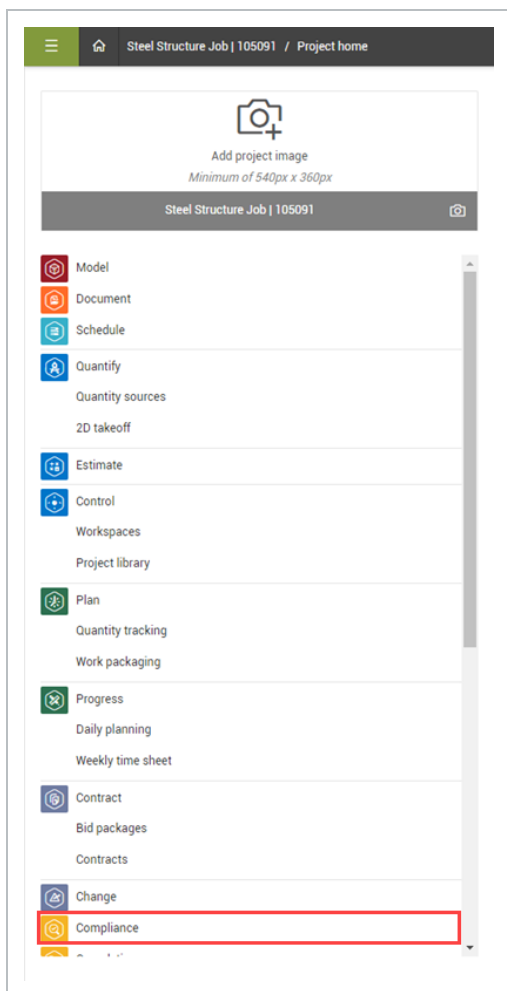 Steel Structure Job | 105091 / Project home
Add project image
Minimum of 540px x 360px
Steel Structure Job | 105091
Model
Document
Schedule
Quantify
Quantity sources
2D takeoff
Estimate
Control
Workspaces
Project library
Plan
Quantity tracking
Work packaging
Progress
Daily planning
Weekly time sheet
Contract
Bid packages
Contracts
Change
Compliance